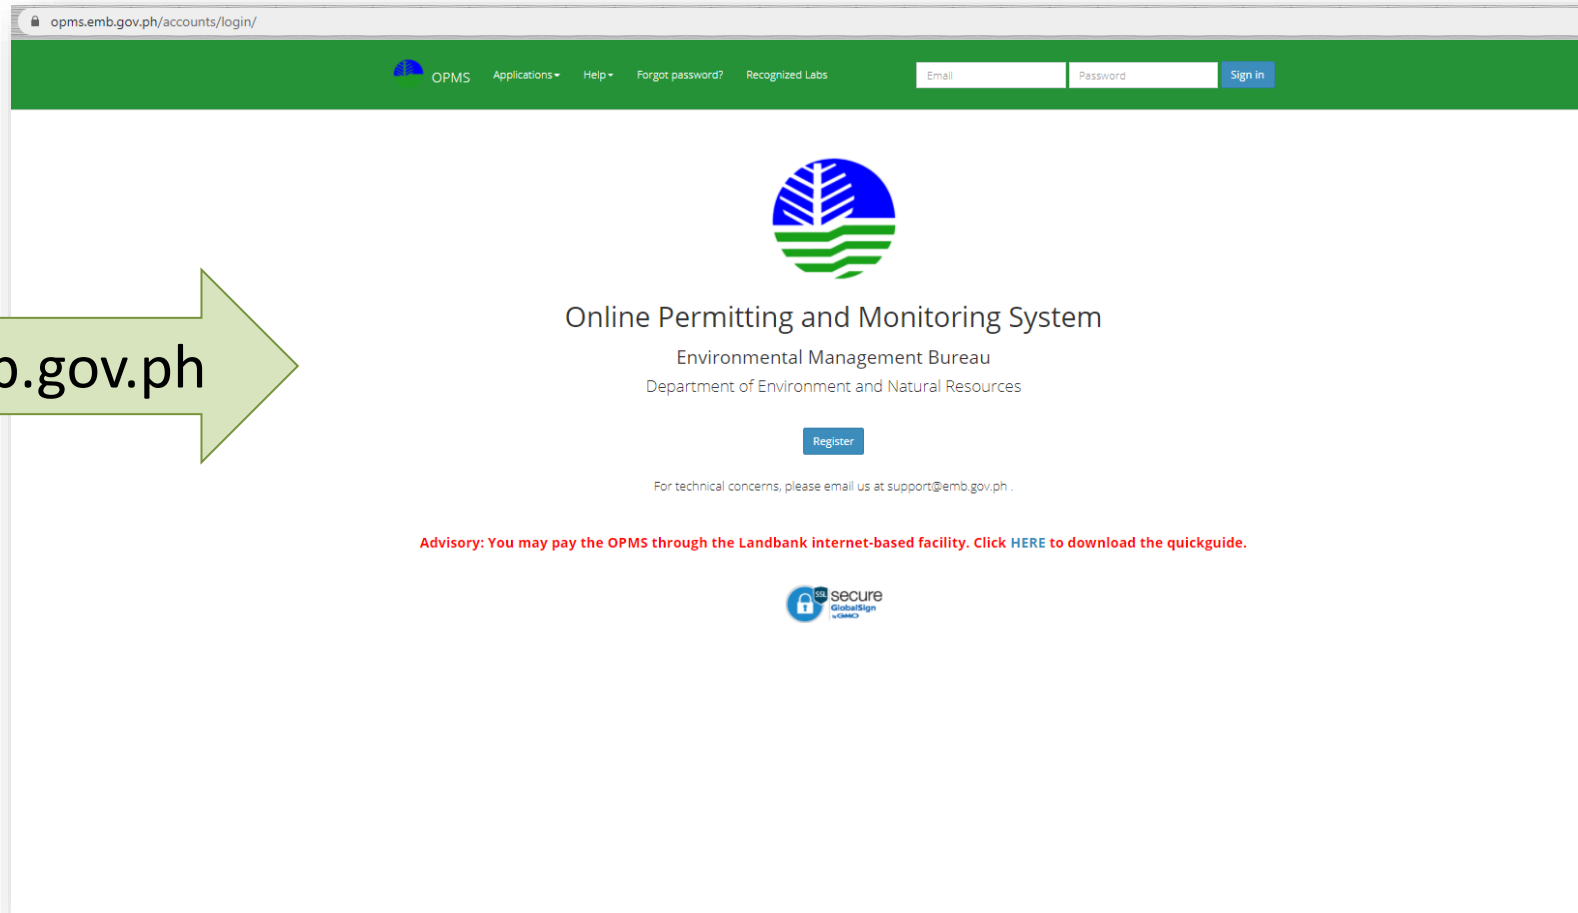 opms.emb.gov.ph/accounts/login/
OPMS Applications Help Forgot password? Recognized Labs Email Password Sign in
Online Permitting and Monitoring System
Environmental Management Bureau
.gov.ph
Department of Environment and Natural Resources
Register
For technical concerns, please email us at support@emb.gov.ph .
Advisory: You may pay the OPMS through the Landbank internet-based facility. Click HERE to download the quickguide.
SSL secure
GlobalSign
by GMO